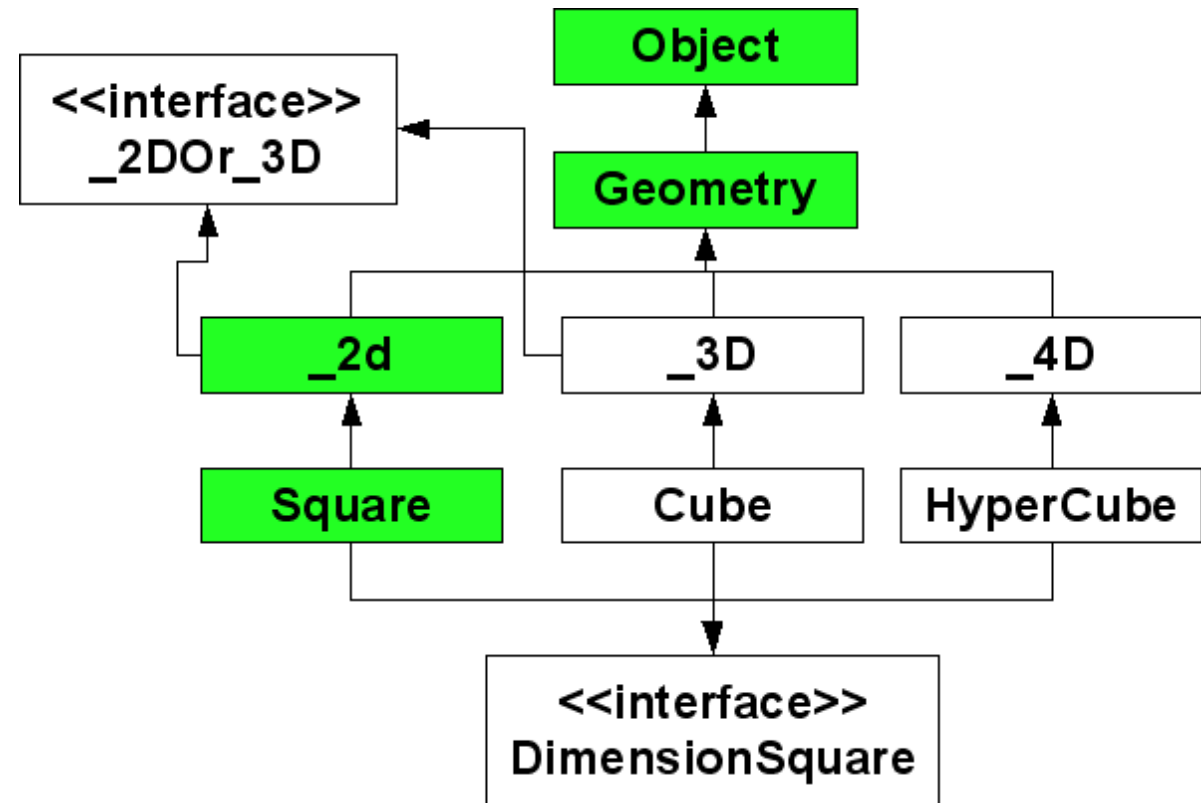 Object
<<interface>>
_2DOr_3D
Geometry
_2d
_3D
_4D
Square
Cube
HyperCube
<<interface>>
DimensionSquare